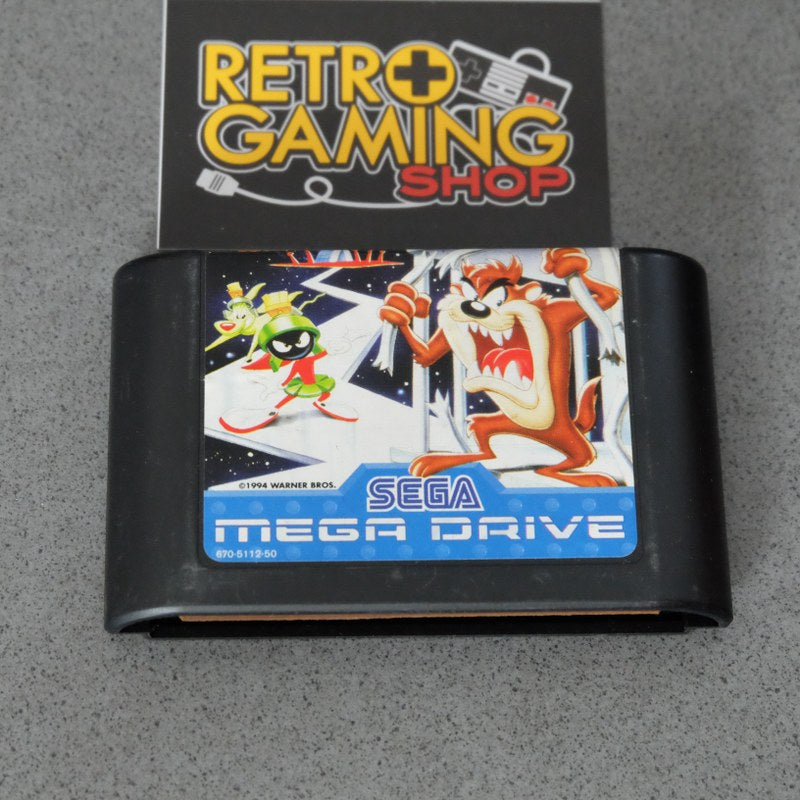 RETRO
GAMING
SHOP
©1994 WARNER BROS.
SEGA
MEGA DRIVE
670-5112-50